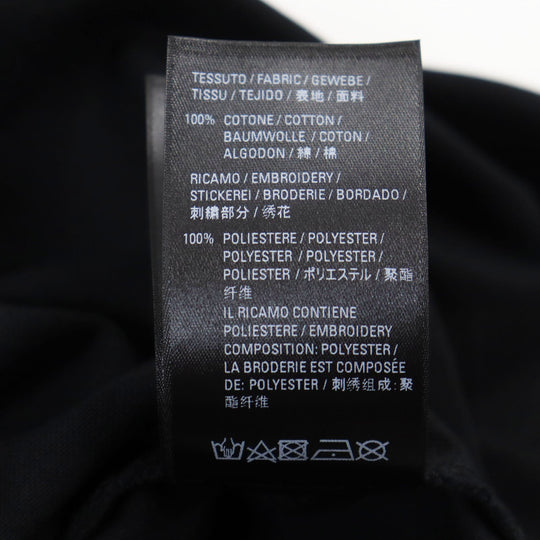 TESSUTO / FABRIC / GEWEBE /
TISSU / TEJIDO / 表地 / 面料
100% COTONE / COTTON /
BAUMWOLLE / COTON /
ALGODON / 綿 / 棉
RICAMO / EMBROIDERY /
STICKEREI / BRODERIE / BORDADO /
刺繍部分 / 绣花
100% POLIESTERE / POLYESTER /
POLYESTER / POLYESTER /
POLIESTER / ポリエステル / 聚酯
纤维
IL RICAMO CONTIENE
POLIESTERE / EMBROIDERY
COMPOSITION: POLYESTER /
LA BRODERIE EST COMPOSÉE
DE: POLYESTER / 刺绣组成: 聚
酯纤维